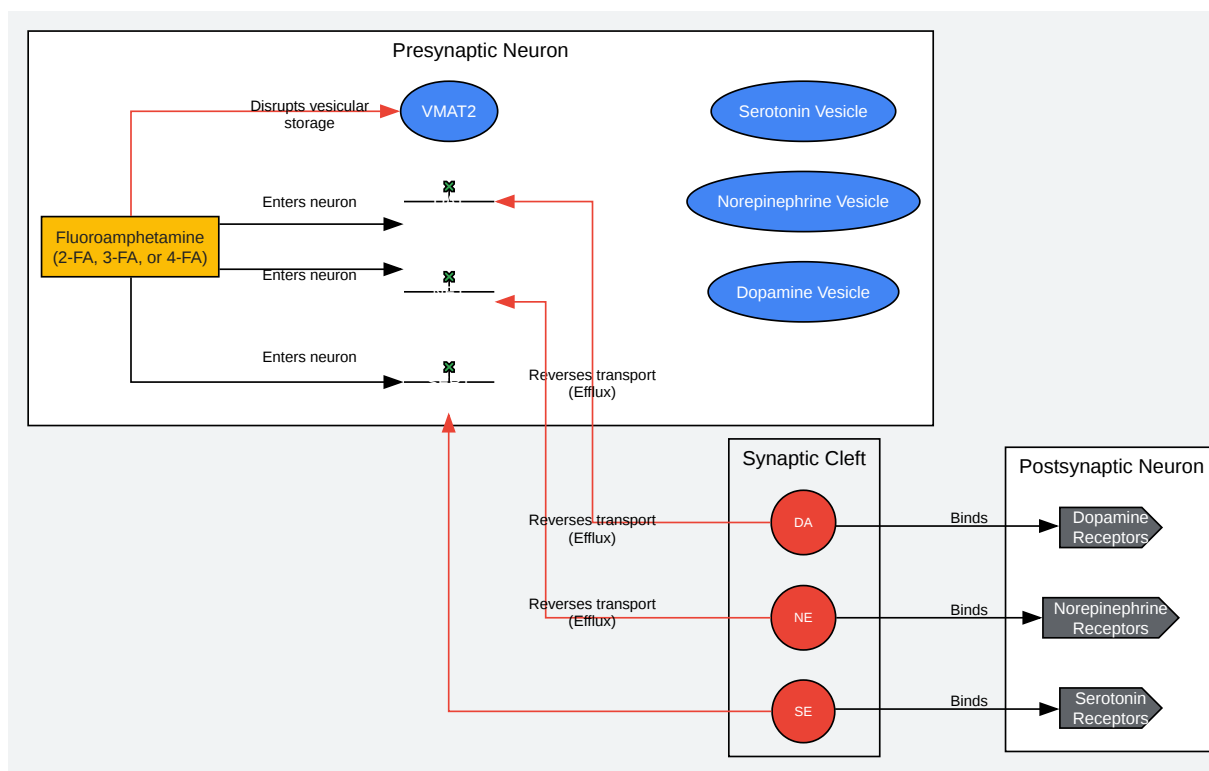 Presynaptic Neuron
Disrupts vesicular
storage
VMAT2
Serotonin Vesicle
Enters neuron
Norepinephrine Vesicle
Fluoroamphetamine
(2-FA, 3-FA, or 4-FA)
Enters neuron
Dopamine Vesicle
Enters neuron
Reverses transport
(Efflux)
Synaptic Cleft
Postsynaptic Neuron
Reverses transport
(Efflux)
DA
Binds
Dopamine
Receptors
Reverses transport
(Efflux)
NE
Binds
Norepinephrine
Receptors
SE
Binds
Serotonin
Receptors